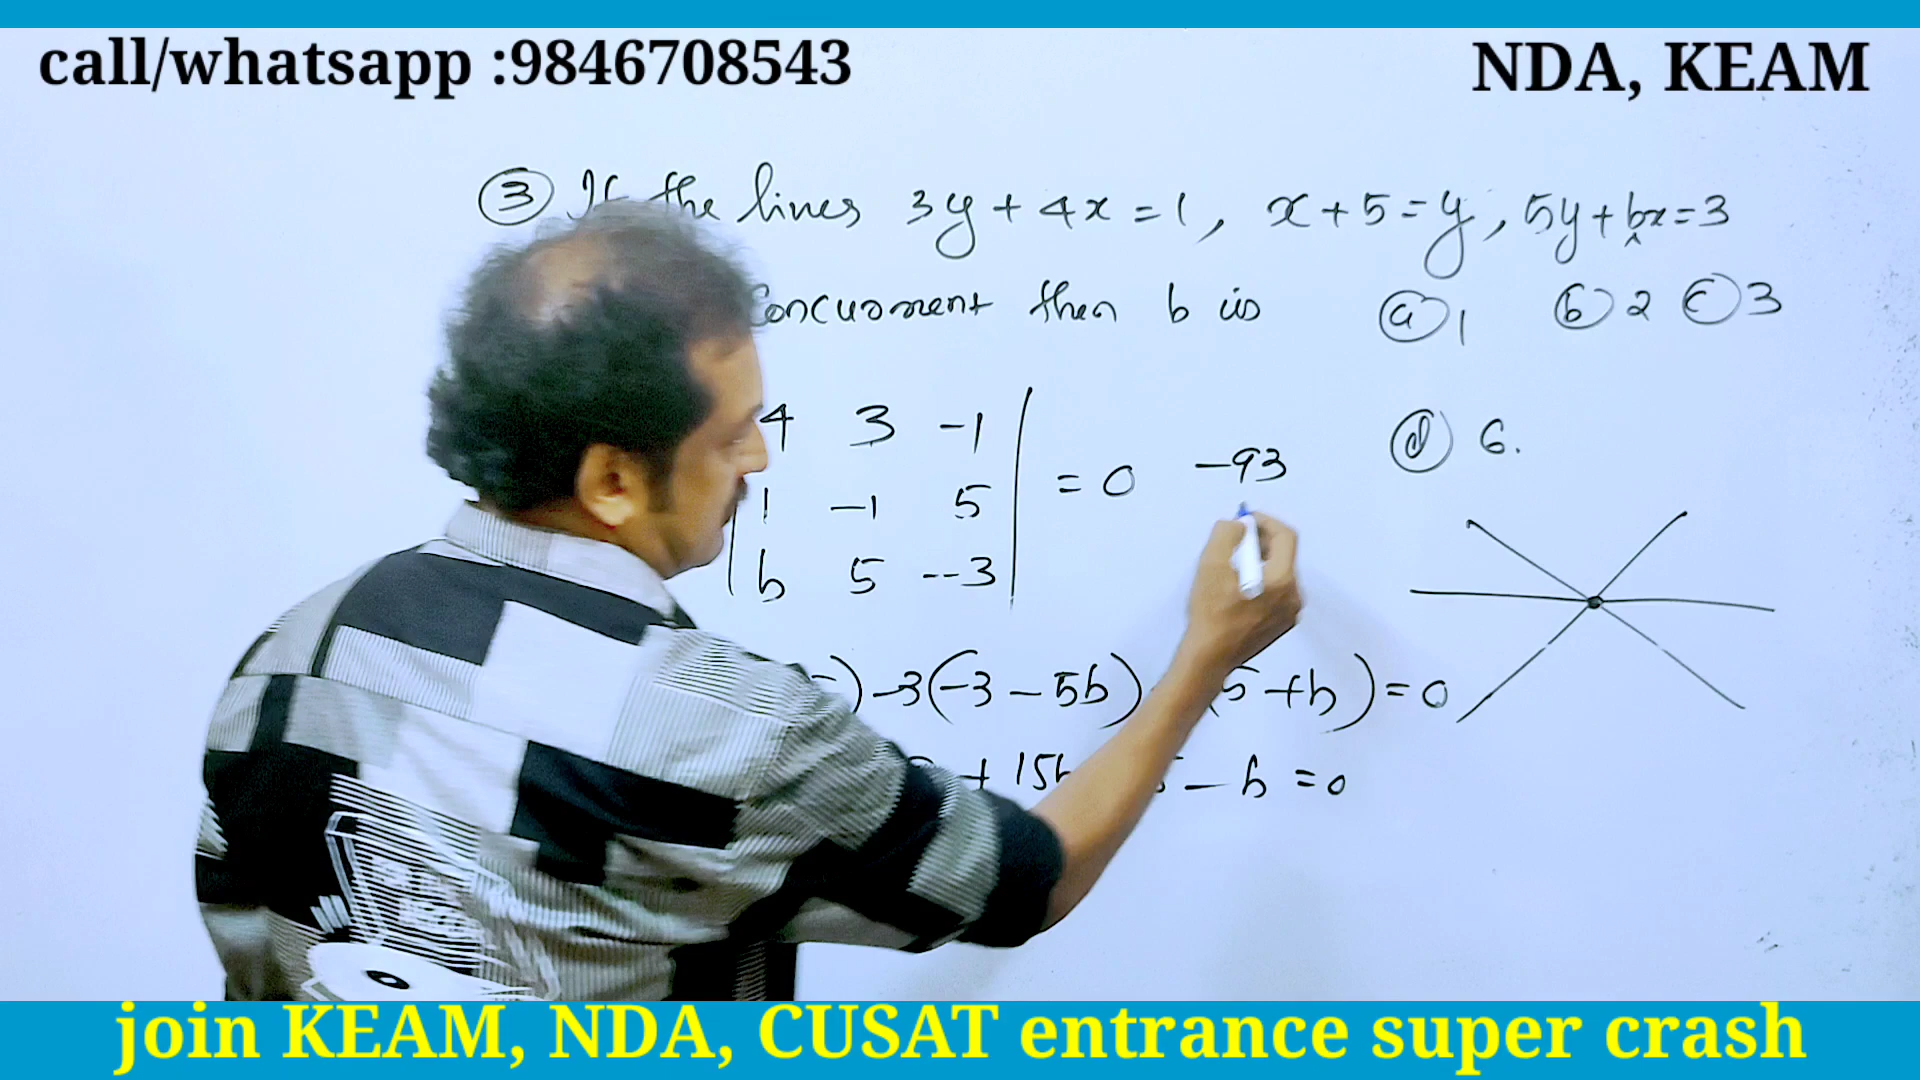 call/whatsapp :9846708543
NDA, KEAM
③ If the lines 3y + 4x = 1, x + 5 = y, 5y + bx = 3
concurrent then b is ⓐ 1 ⓑ 2 ⓒ 3
ⓓ 6.
4 3 -1
1 -1 5
b 5 --3
= 0 -93
) -3(-3 - 5b) (5 + b) = 0
+ 15b - b = 0
join KEAM, NDA, CUSAT entrance super crash